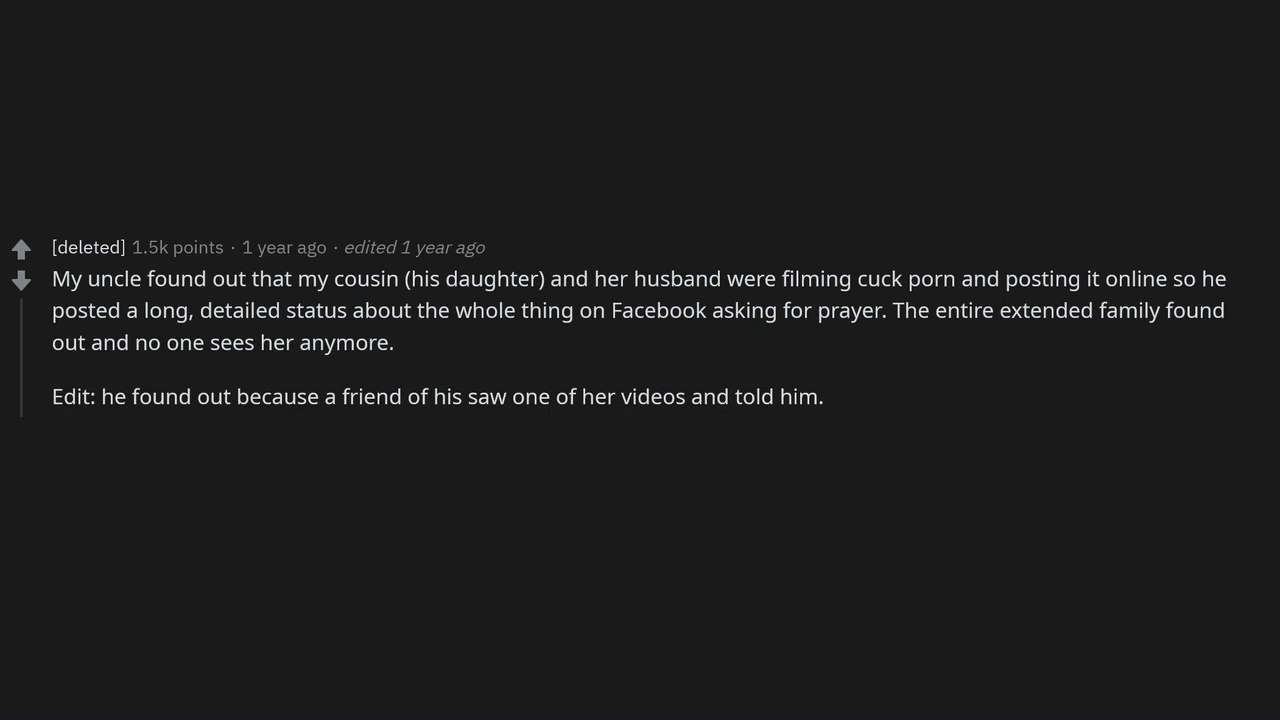 [deleted] 1.5k points · 1 year ago · edited 1 year ago
My uncle found out that my cousin (his daughter) and her husband were filming cuck porn and posting it online so he
posted a long, detailed status about the whole thing on Facebook asking for prayer. The entire extended family found
out and no one sees her anymore.
Edit: he found out because a friend of his saw one of her videos and told him.